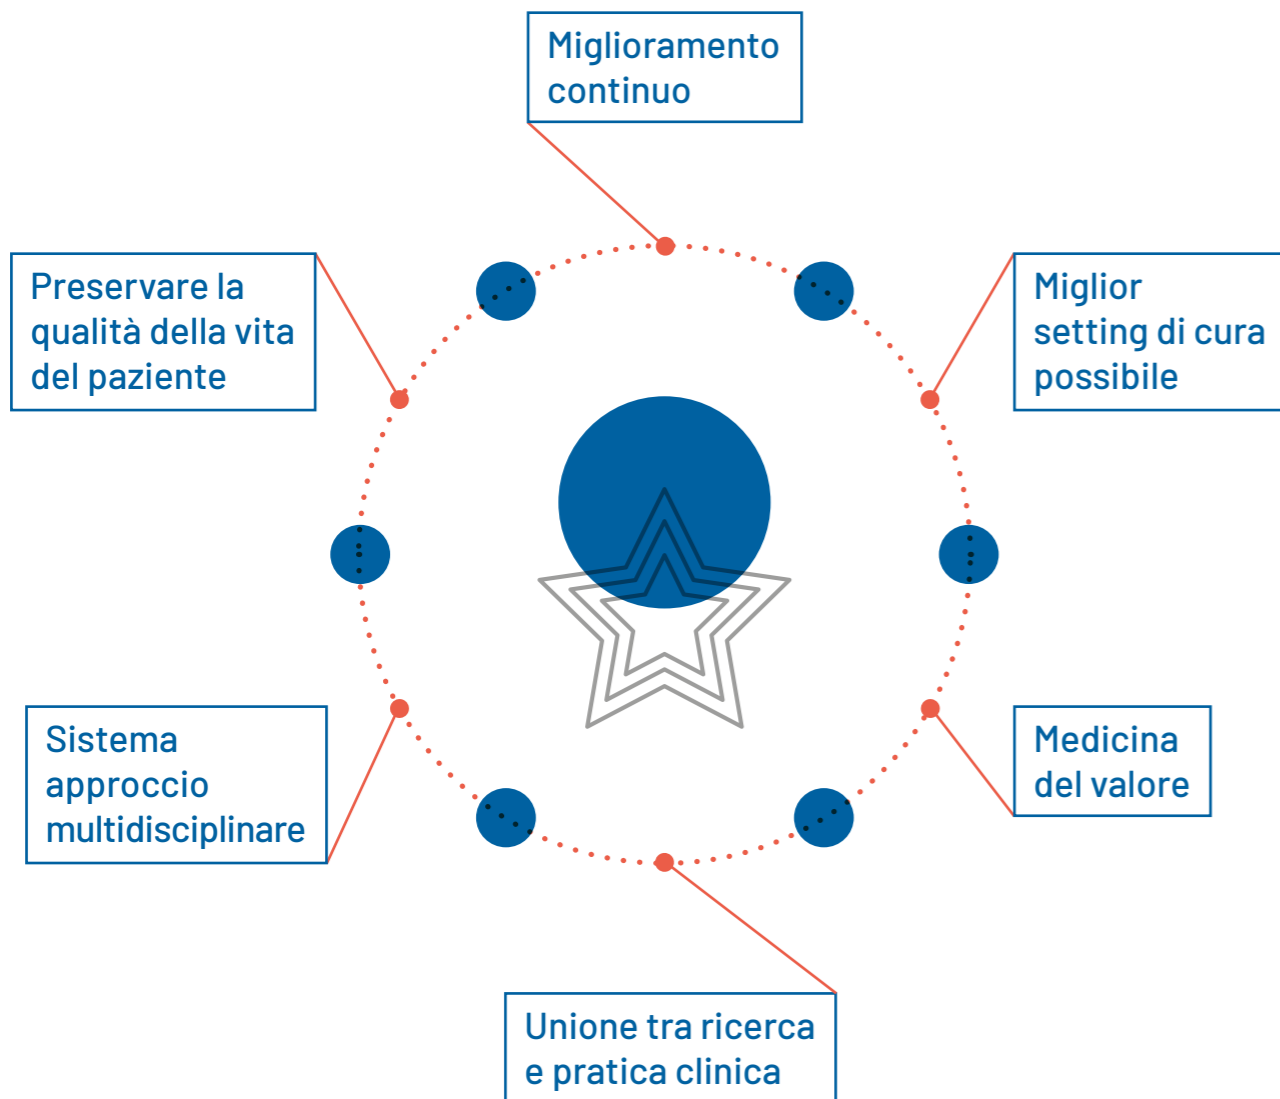 Miglioramento
continuo
Preservare la
qualità della vita
del paziente
Miglior
setting di cura
possibile
Sistema
approccio
multidisciplinare
Medicina
del valore
Unione tra ricerca
e pratica clinica